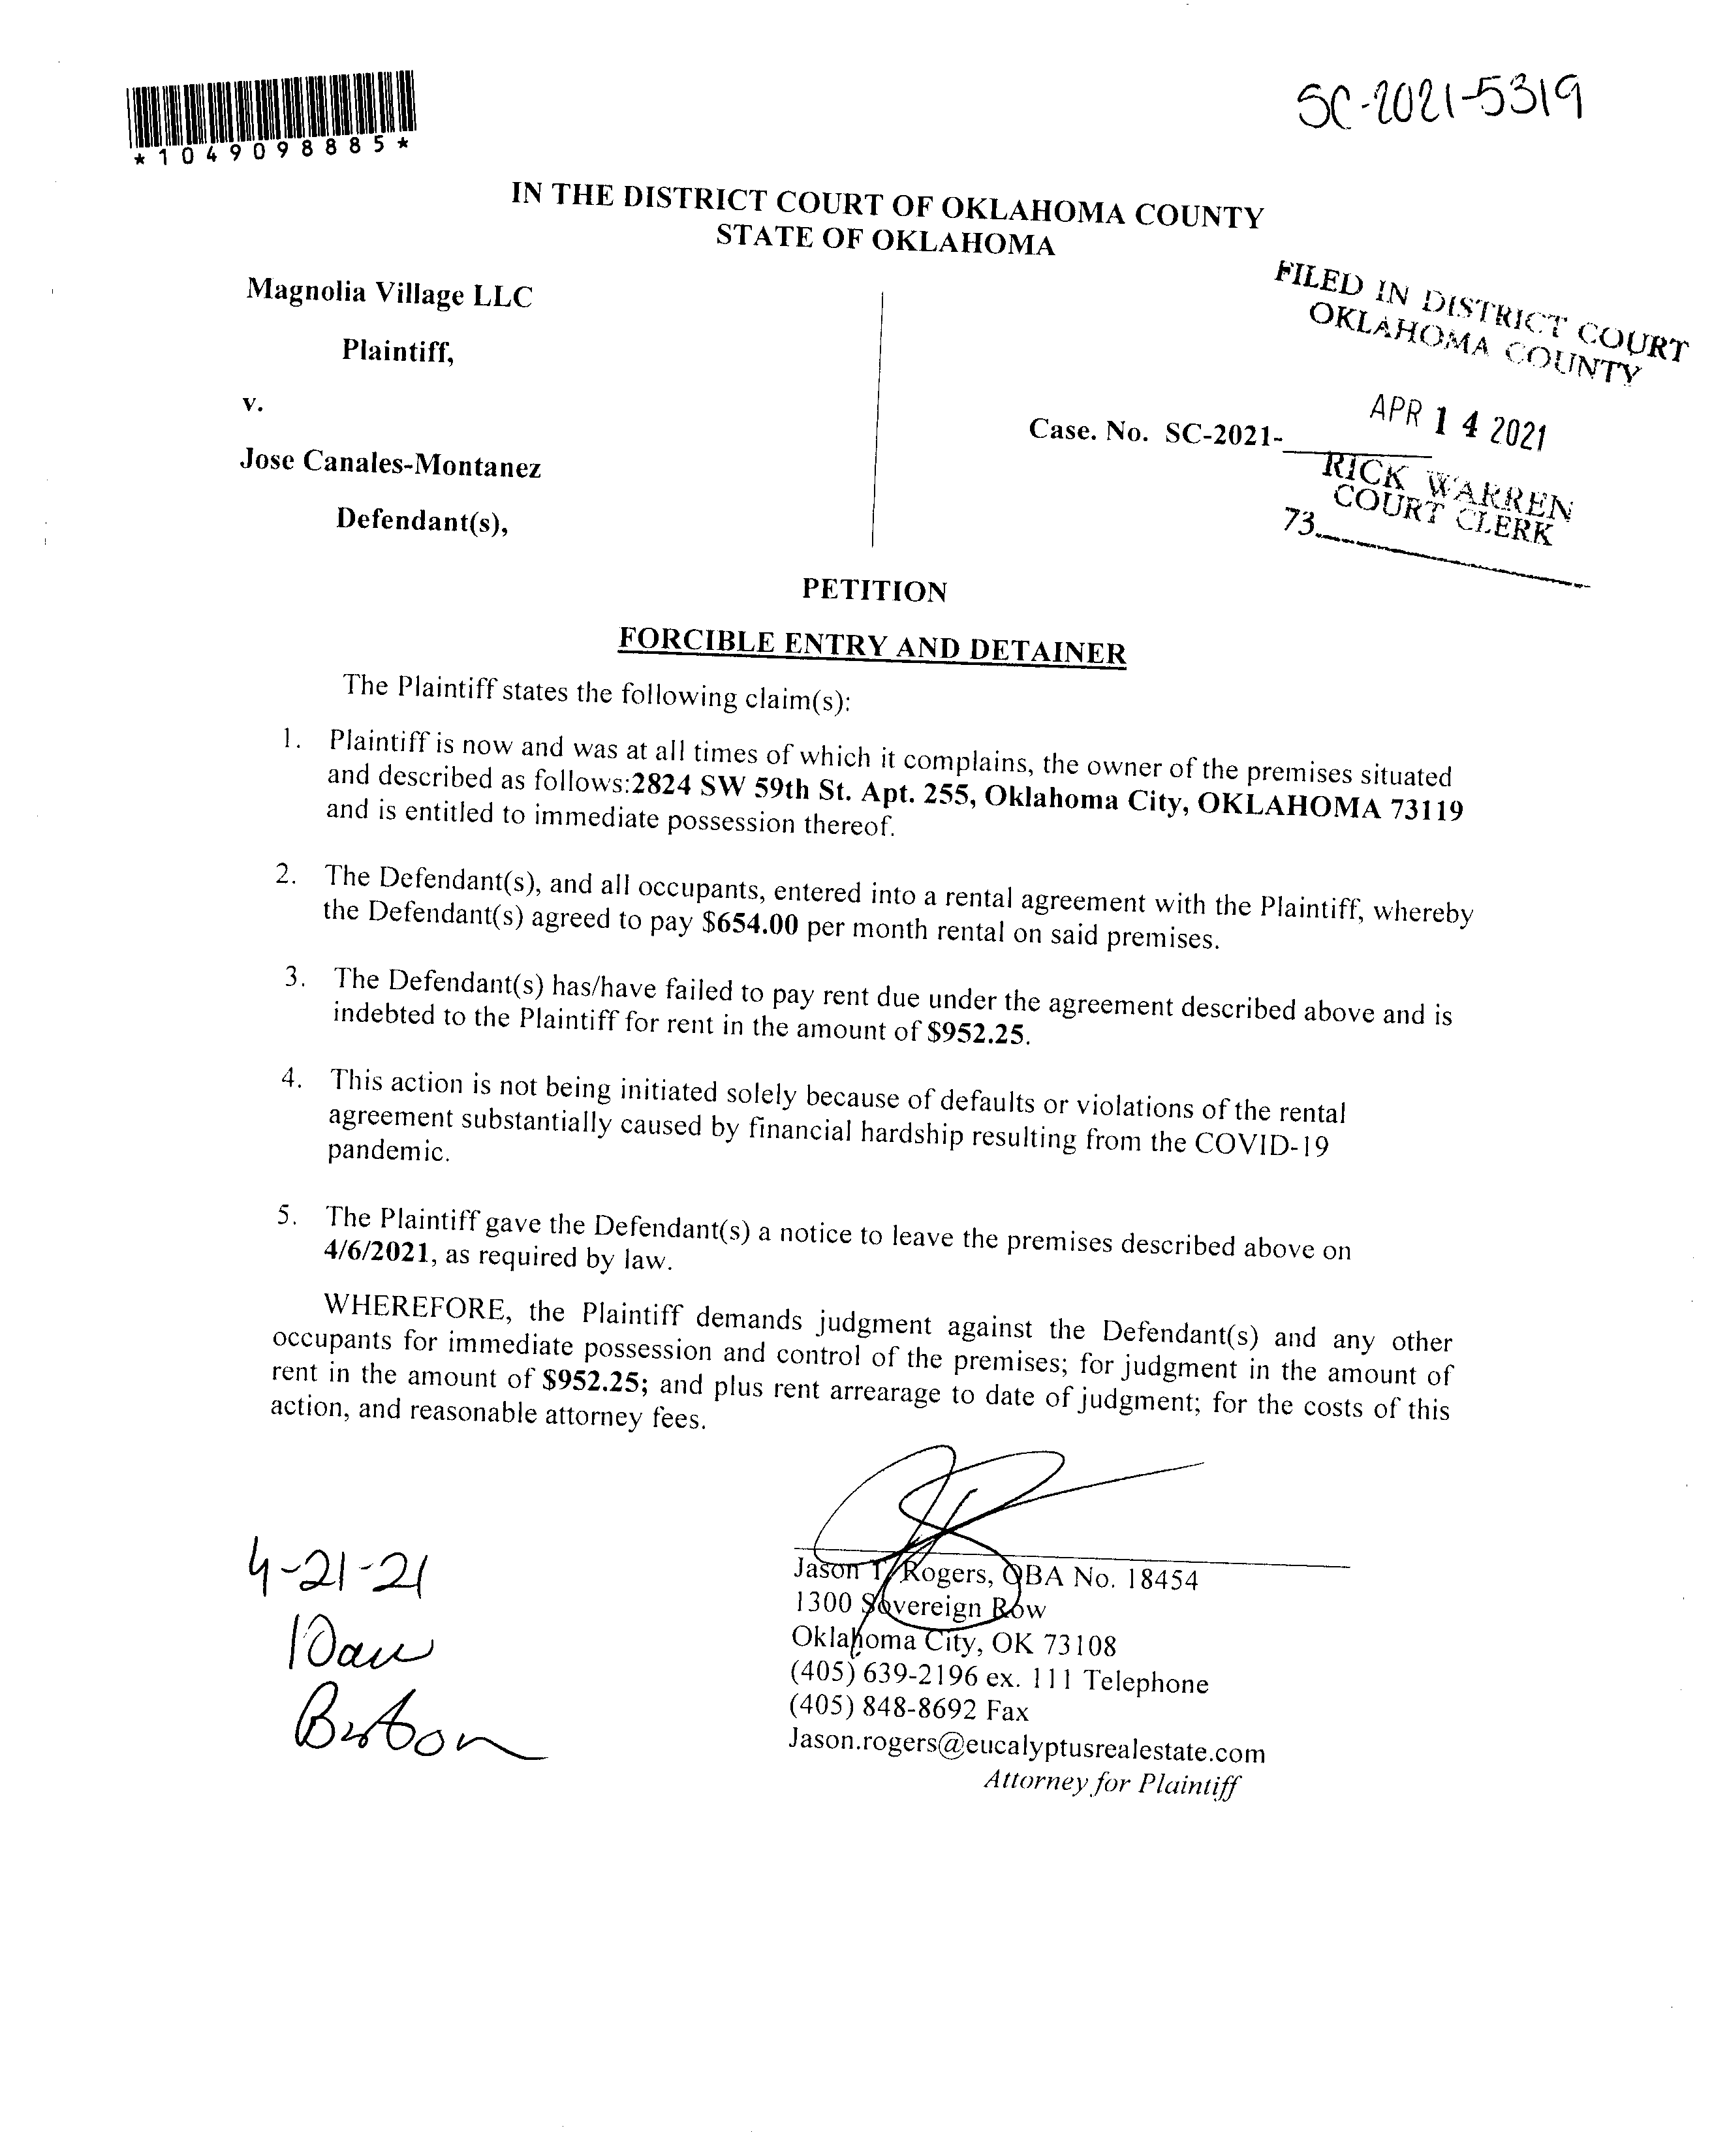 SC-2021-5319
*1049098885*
IN THE DISTRICT COURT OF OKLAHOMA COUNTY
STATE OF OKLAHOMA
Magnolia Village LLC
Plaintiff,
v.
Jose Canales-Montanez
Defendant(s),
FILED IN DISTRICT COURT
OKLAHOMA COUNTY
APR 14 2021
Case. No. SC-2021-
RICK WARREN
COURT CLERK
73
PETITION
FORCIBLE ENTRY AND DETAINER
The Plaintiff states the following claim(s):
1. Plaintiff is now and was at all times of which it complains, the owner of the premises situated
and described as follows:2824 SW 59th St. Apt. 255, Oklahoma City, OKLAHOMA 73119
and is entitled to immediate possession thereof.
2. The Defendant(s), and all occupants, entered into a rental agreement with the Plaintiff, whereby
the Defendant(s) agreed to pay $654.00 per month rental on said premises.
3. The Defendant(s) has/have failed to pay rent due under the agreement described above and is
indebted to the Plaintiff for rent in the amount of $952.25.
4. This action is not being initiated solely because of defaults or violations of the rental
agreement substantially caused by financial hardship resulting from the COVID-19
pandemic.
5. The Plaintiff gave the Defendant(s) a notice to leave the premises described above on
4/6/2021, as required by law.
WHEREFORE, the Plaintiff demands judgment against the Defendant(s) and any other
occupants for immediate possession and control of the premises; for judgment in the amount of
rent in the amount of $952.25; and plus rent arrearage to date of judgment; for the costs of this
action, and reasonable attorney fees.
4-21-21
10am
Jason T. Rogers, OBA No. 18454
1300 Sovereign Row
Oklahoma City, OK 73108
(405) 639-2196 ex. 111 Telephone
(405) 848-8692 Fax
Jason.rogers@eucalyptusrealestate.com
Attorney for Plaintiff